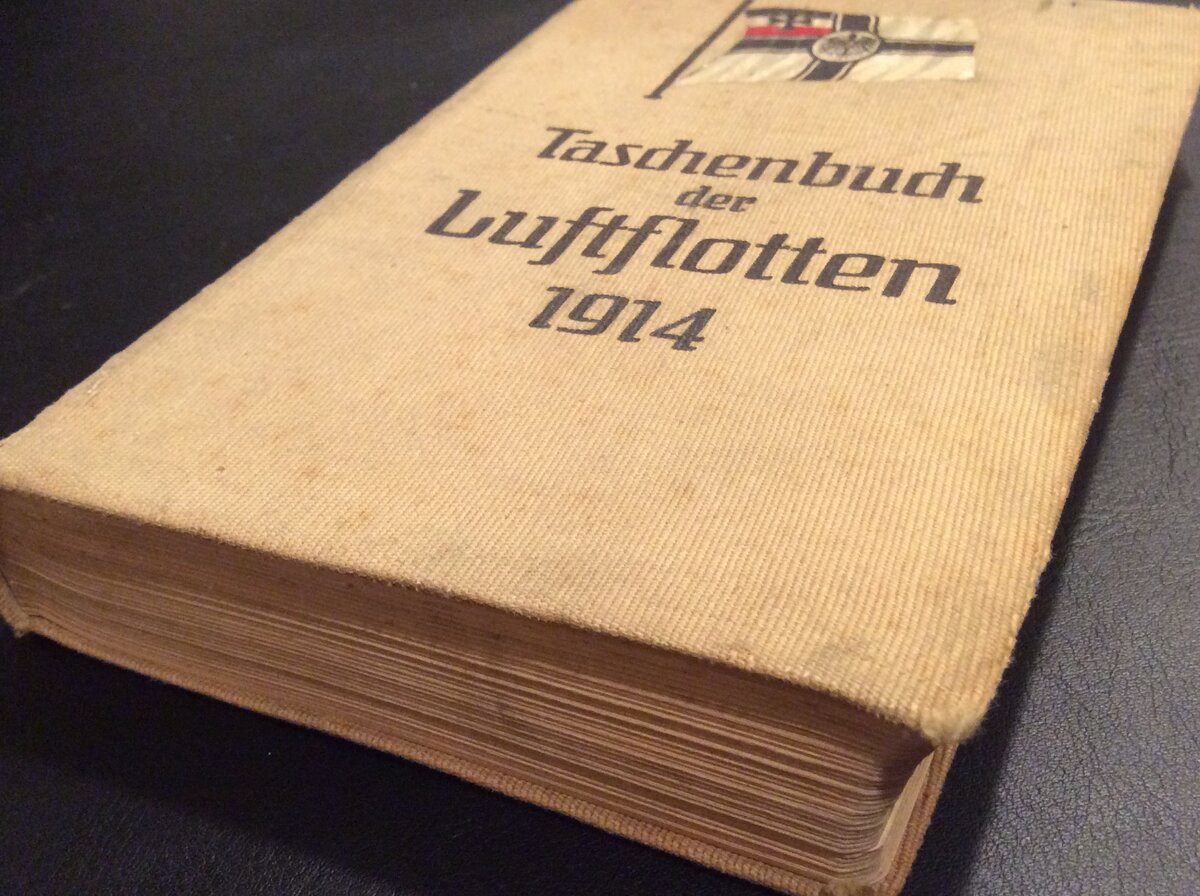 Taschenbuch
der
Luftflotten
1914